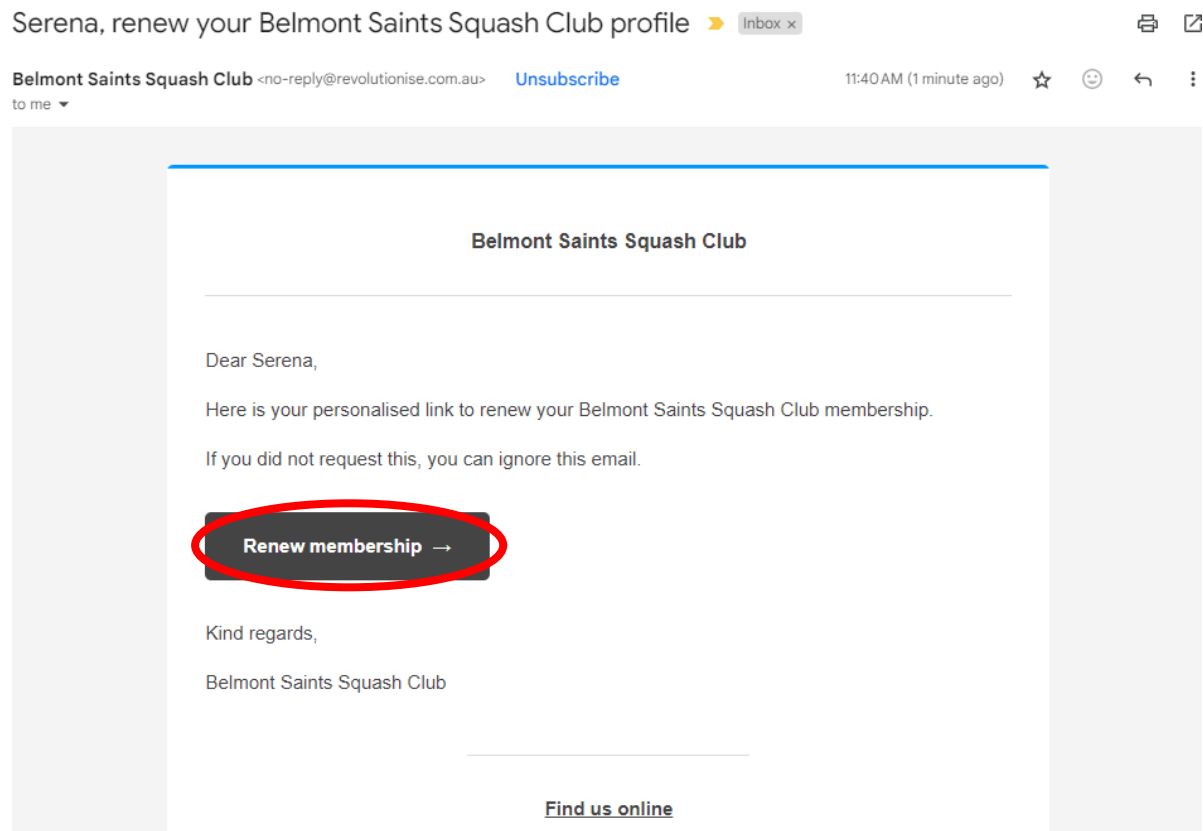 Serena, renew your Belmont Saints Squash Club profile Inbox ×
Belmont Saints Squash Club <no-reply@revolutionise.com.au> Unsubscribe 11:40 AM (1 minute ago)
to me
Belmont Saints Squash Club
Dear Serena,
Here is your personalised link to renew your Belmont Saints Squash Club membership.
If you did not request this, you can ignore this email.
Renew membership →
Kind regards,
Belmont Saints Squash Club
Find us online